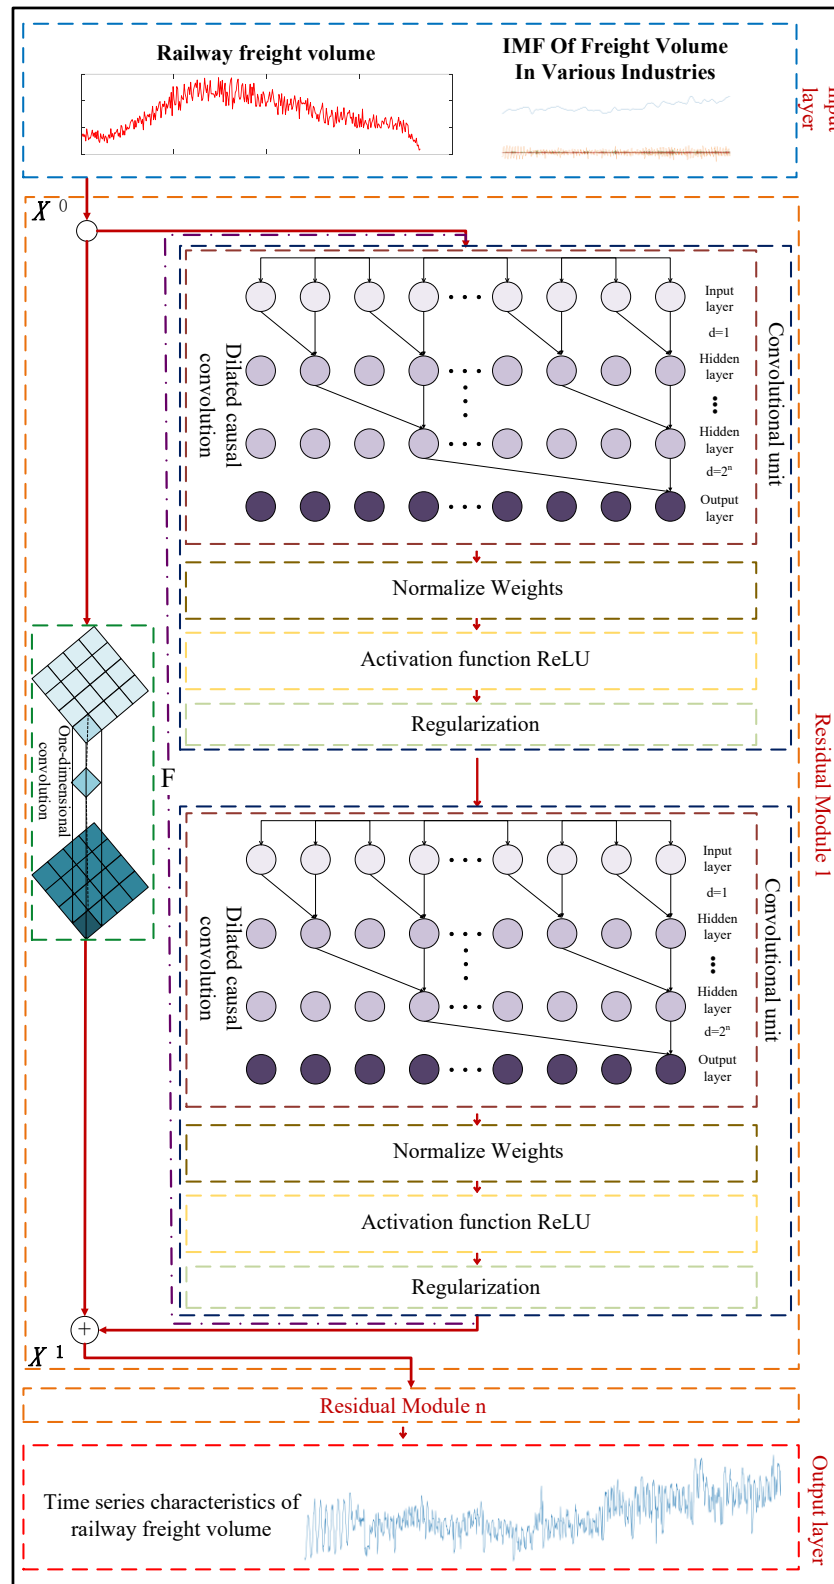 Railway freight volume
IMF Of Freight Volume
In Various Industries
Input
layer
X 0
Input
layer
d=1
Hidden
layer
Hidden
layer
d=2ⁿ
Output
layer
Dilated causal
convolution
Convolutional unit
Normalize Weights
Activation function ReLU
Regularization
One-dimensional
convolution
F
Residual Module 1
Input
layer
d=1
Hidden
layer
Hidden
layer
d=2ⁿ
Output
layer
Dilated causal
convolution
Convolutional unit
Normalize Weights
Activation function ReLU
Regularization
+
X 1
Residual Module n
Time series characteristics of
railway freight volume
Output layer